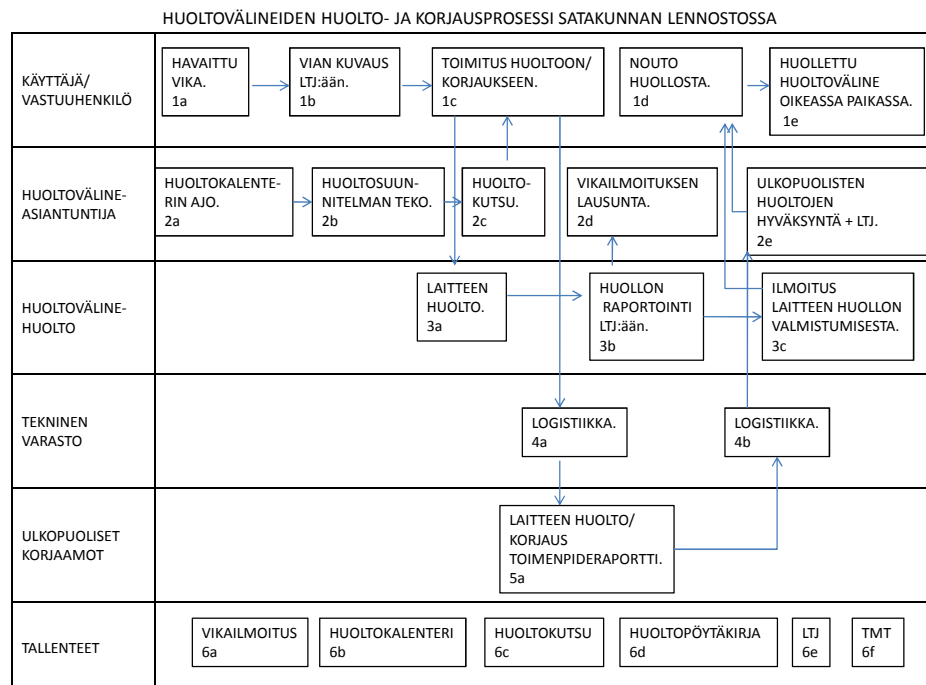 HUOLTOVÄLINEIDEN HUOLTO- JA KORJAUSPROSESSI SATAKUNNAN LENNOSTOSSA
KÄYTTÄJÄ/
VASTUUHENKILÖ
HAVAITTU
VIKA.
1a
VIAN KUVAUS
LTJ:ään.
1b
TOIMITUS HUOLTOON/
KORJAUKSEEN.
1c
NOUTO
HUOLLOSTA.
1d
HUOLLETTU
HUOLTOVÄLINE
OIKEASSA PAIKASSA.
1e
HUOLTOVÄLINE-
ASIANTUNTIJA
HUOLTOKALENTE-
RIN AJO.
2a
HUOLTOSUUN-
NITELMAN TEKO.
2b
HUOLTO-
KUTSU.
2c
VIKAILMOITUKSEN
LAUSUNTA.
2d
ULKOPUOLISTEN
HUOLTOJEN
HYVÄKSYNTÄ + LTJ.
2e
HUOLTOVÄLINE-
HUOLTO
LAITTEEN
HUOLTO.
3a
HUOLLON
RAPORTOINTI
LTJ:ään.
3b
ILMOITUS
LAITTEEN HUOLLON
VALMISTUMISESTA.
3c
TEKNINEN
VARASTO
LOGISTIIKKA.
4a
LOGISTIIKKA.
4b
ULKOPUOLISET
KORJAAMOT
LAITTEEN HUOLTO/
KORJAUS
TOIMENPIDERAPORTTI.
5a
TALLENTEET
VIKAILMOITUS
6a
HUOLTOKALENTERI
6b
HUOLTOKUTSU
6c
HUOLTOPÖYTÄKIRJA
6d
LTJ
6e
TMT
6f